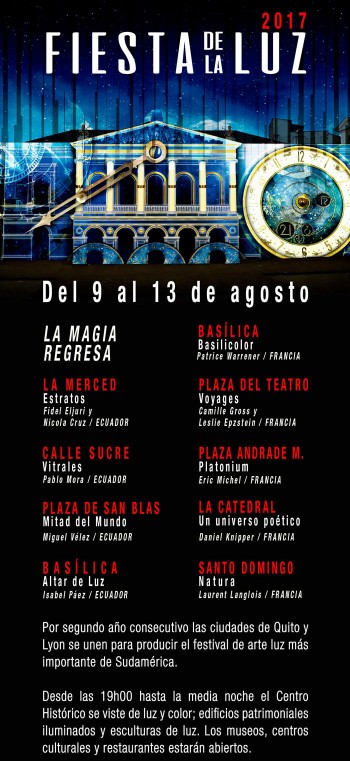 2017
FIESTA DE LA LUZ
Del 9 al 13 de agosto
LA MAGIA
REGRESA
BASÍLICA
Basilicolor
Patrice Warrener / FRANCIA
LA MERCED
Estratos
Fidel Eljuri y
Nicola Cruz / ECUADOR
PLAZA DEL TEATRO
Voyages
Camille Gross y
Leslie Epzstein / FRANCIA
CALLE SUCRE
Vitrales
Pablo Mora / ECUADOR
PLAZA ANDRADE M.
Platonium
Eric Michel / FRANCIA
PLAZA DE SAN BLAS
Mitad del Mundo
Miguel Vélez / ECUADOR
LA CATEDRAL
Un universo poético
Daniel Knipper / FRANCIA
BASÍLICA
Altar de Luz
Isabel Páez / ECUADOR
SANTO DOMINGO
Natura
Laurent Langlois / FRANCIA
Por segundo año consecutivo las ciudades de Quito y
Lyon se unen para producir el festival de arte luz más
importante de Sudamérica.
Desde las 19h00 hasta la media noche el Centro
Histórico se viste de luz y color; edificios patrimoniales
iluminados y esculturas de luz. Los museos, centros
culturales y restaurantes estarán abiertos.